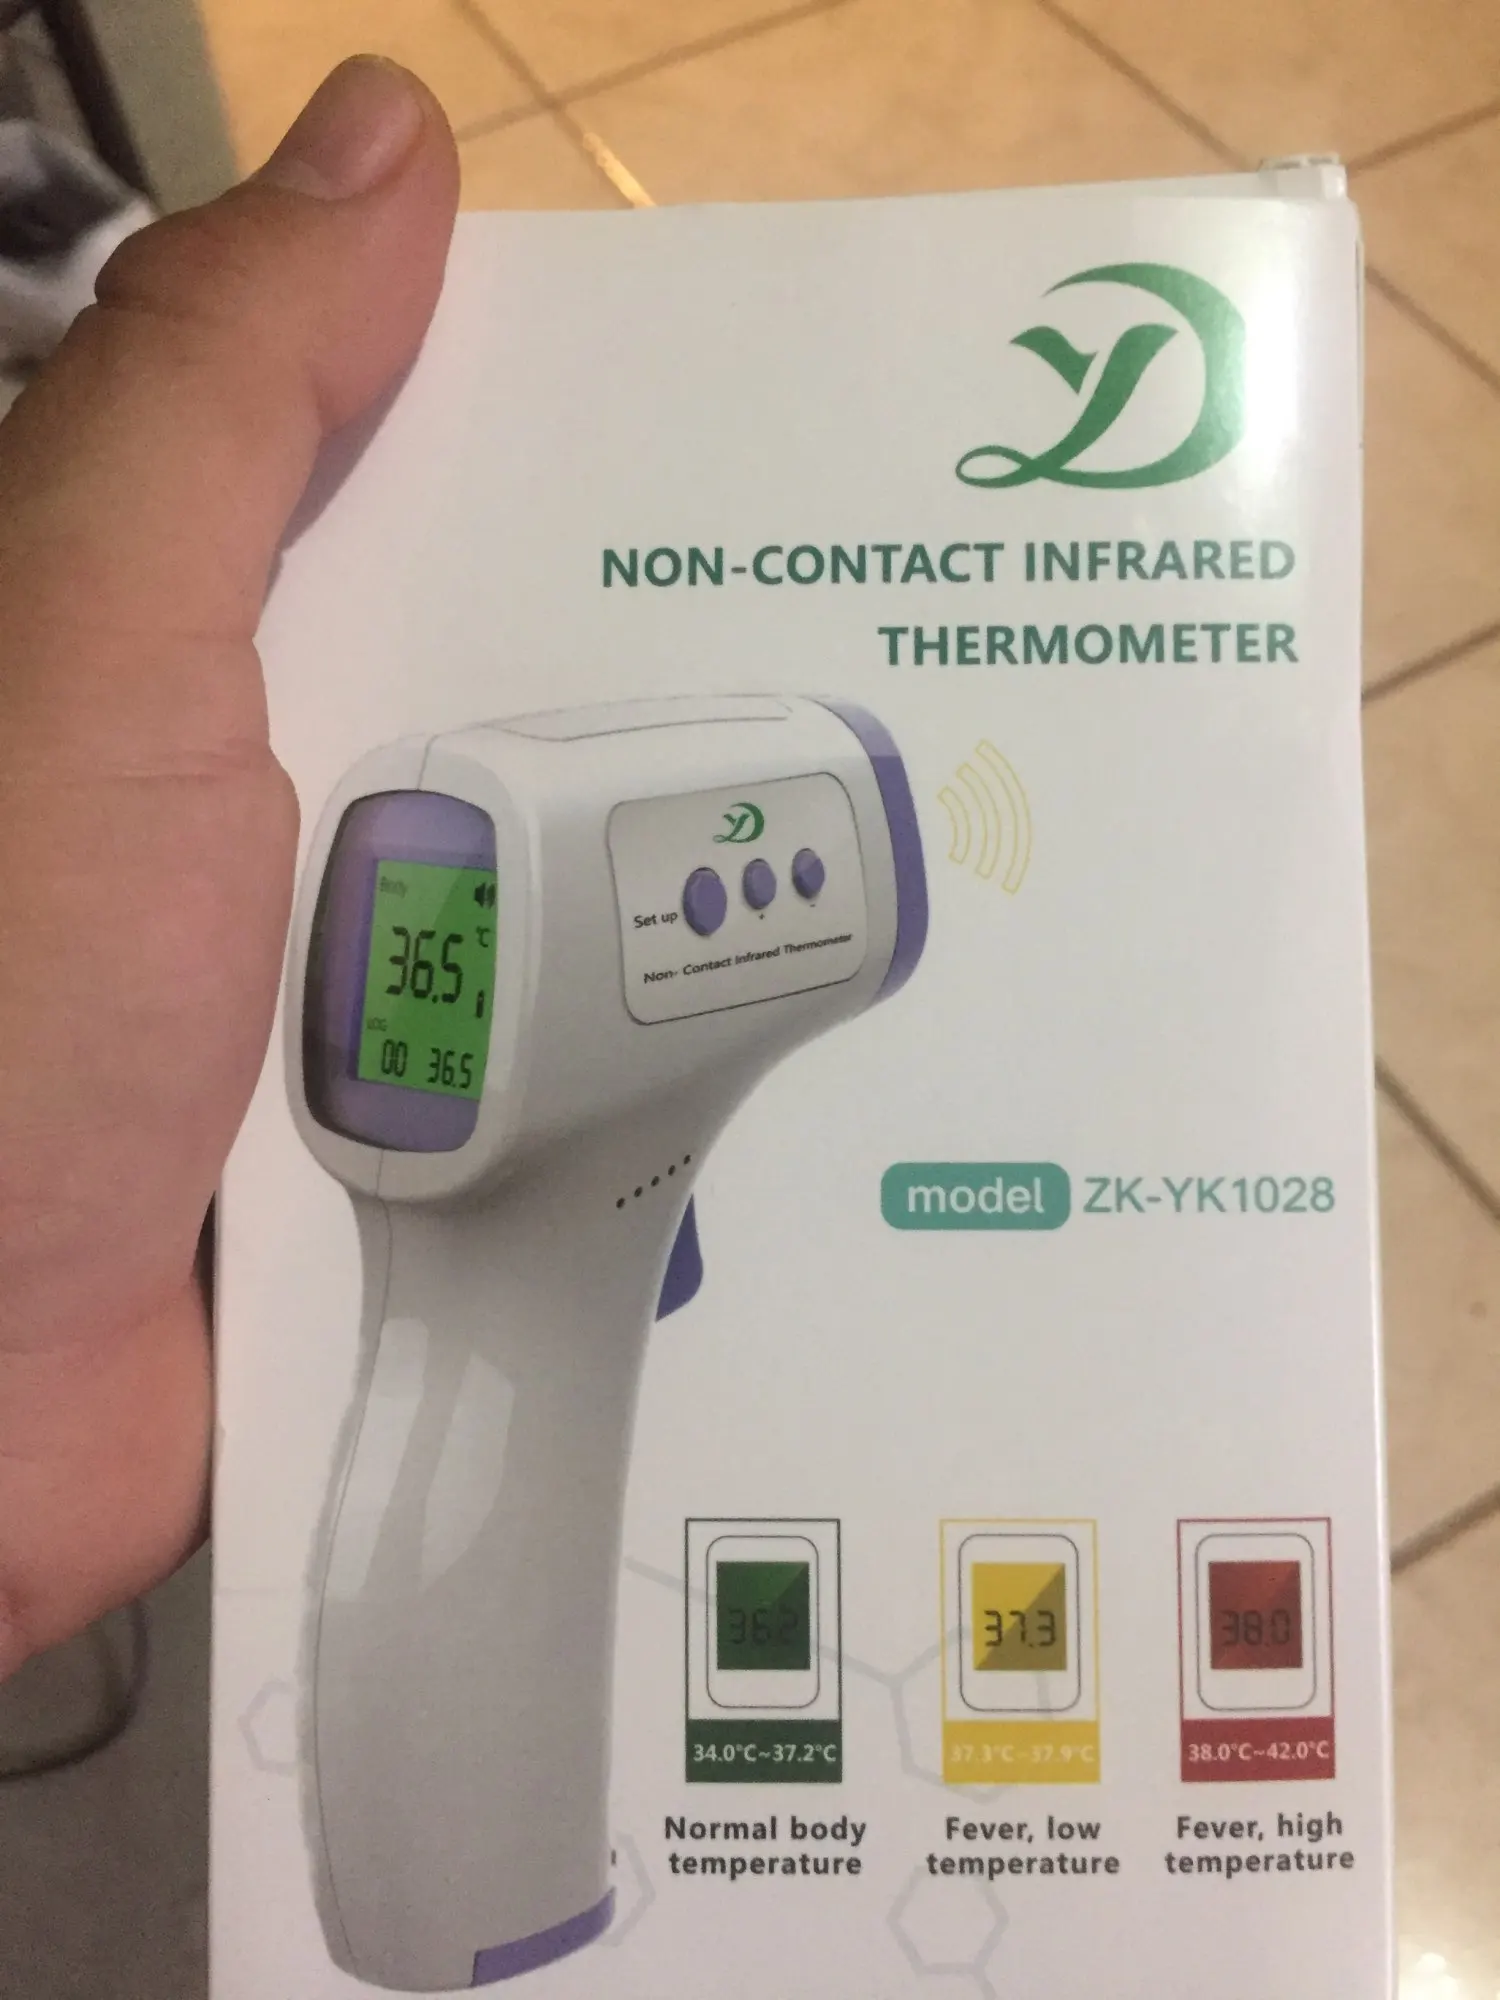 NON-CONTACT INFRARED
THERMOMETER
Body
36.5 °C
LOG
00 36.5
Set up
+ -
Non- Contact Infrared Thermometer
model ZK-YK1028
36.2
34.0°C~37.2°C
Normal body
temperature
37.3
37.3°C~37.9°C
Fever, low
temperature
38.0
38.0°C~42.0°C
Fever, high
temperature